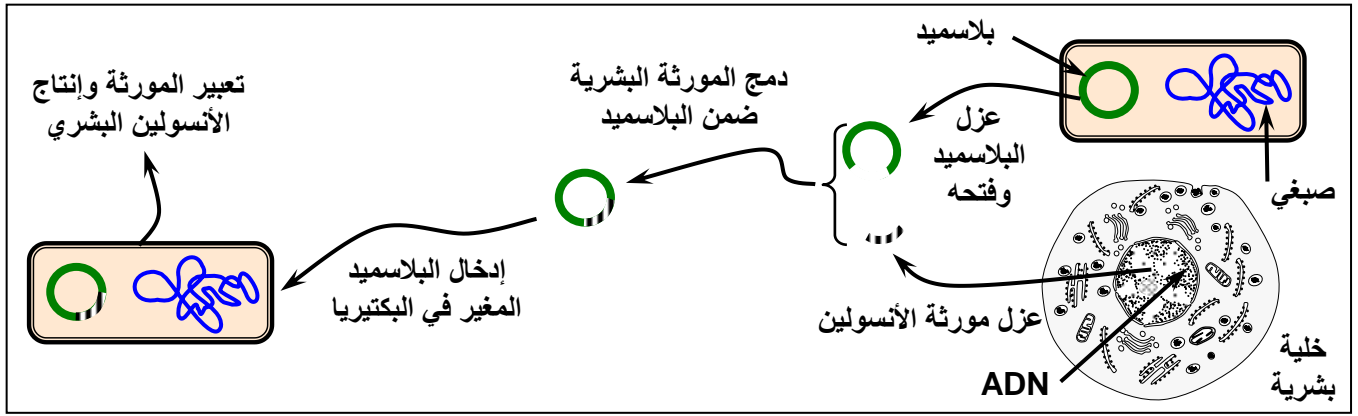 بلاسميد
صبغي
عزل
البلاسميد
وفتحه
خلية
بشرية
ADN
عزل مورثة الأنسولين
دمج المورثة البشرية
ضمن البلاسميد
إدخال البلاسميد
المغير في البكتيريا
تعبير المورثة وإنتاج
الأنسولين البشري